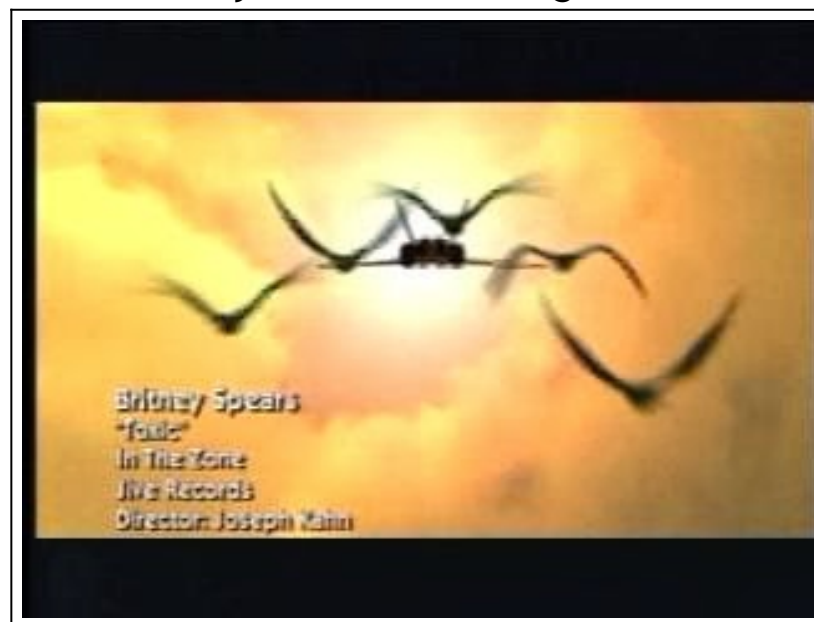 Britney Spears
"Toxic"
In The Zone
Jive Records
Director: Joseph Kahn